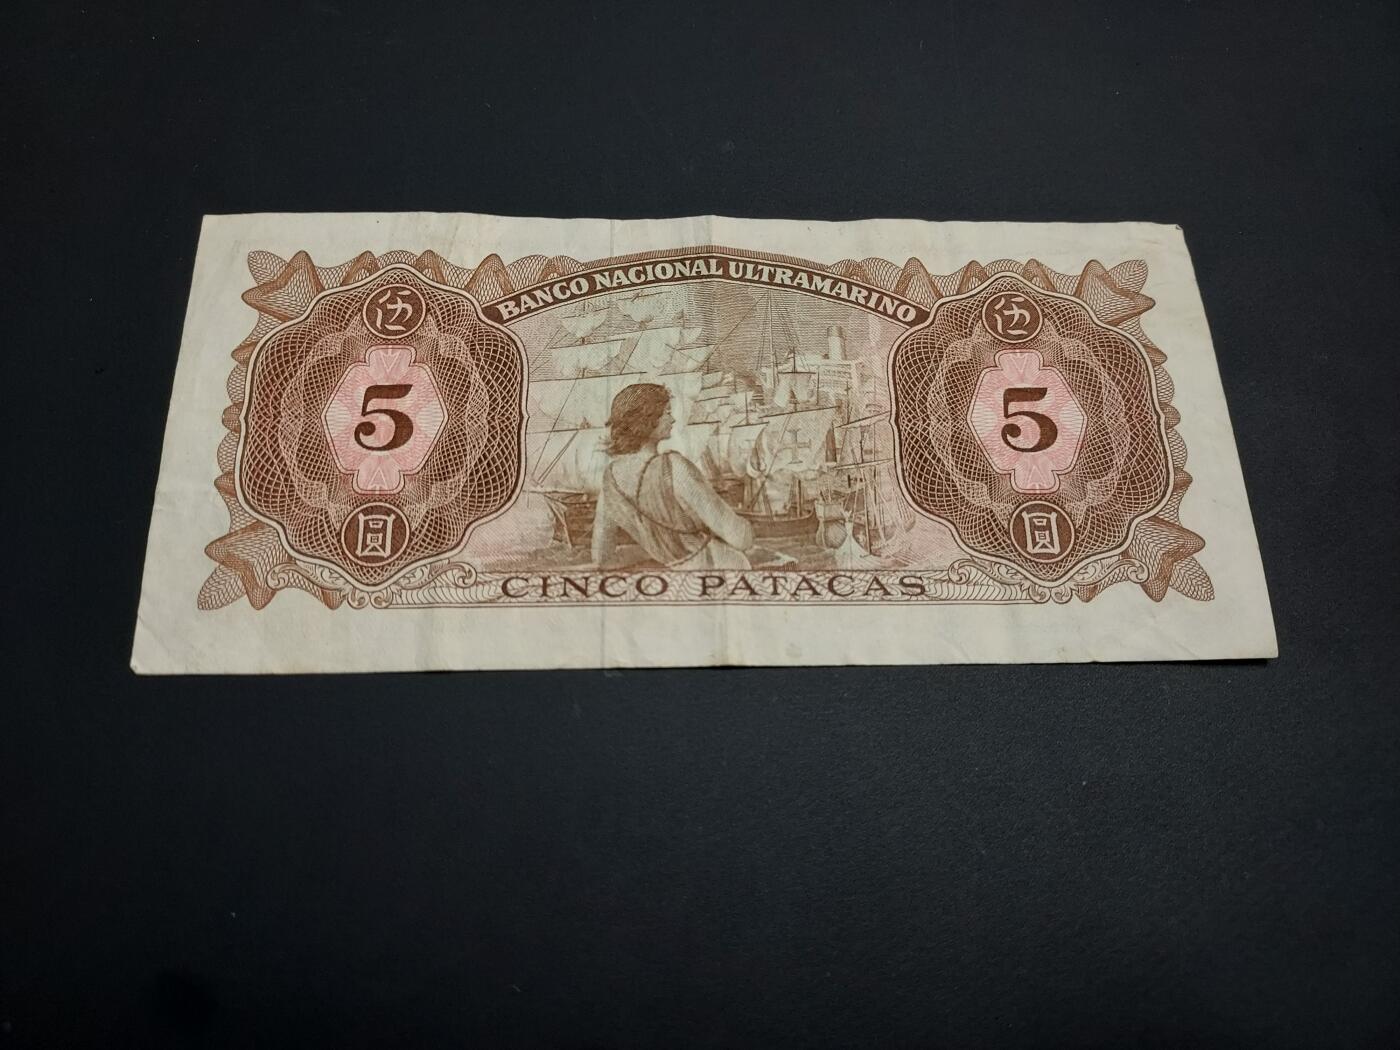 BANCO NACIONAL ULTRAMARINO
伍
伍
5
5
圓
圓
CINCO PATACAS